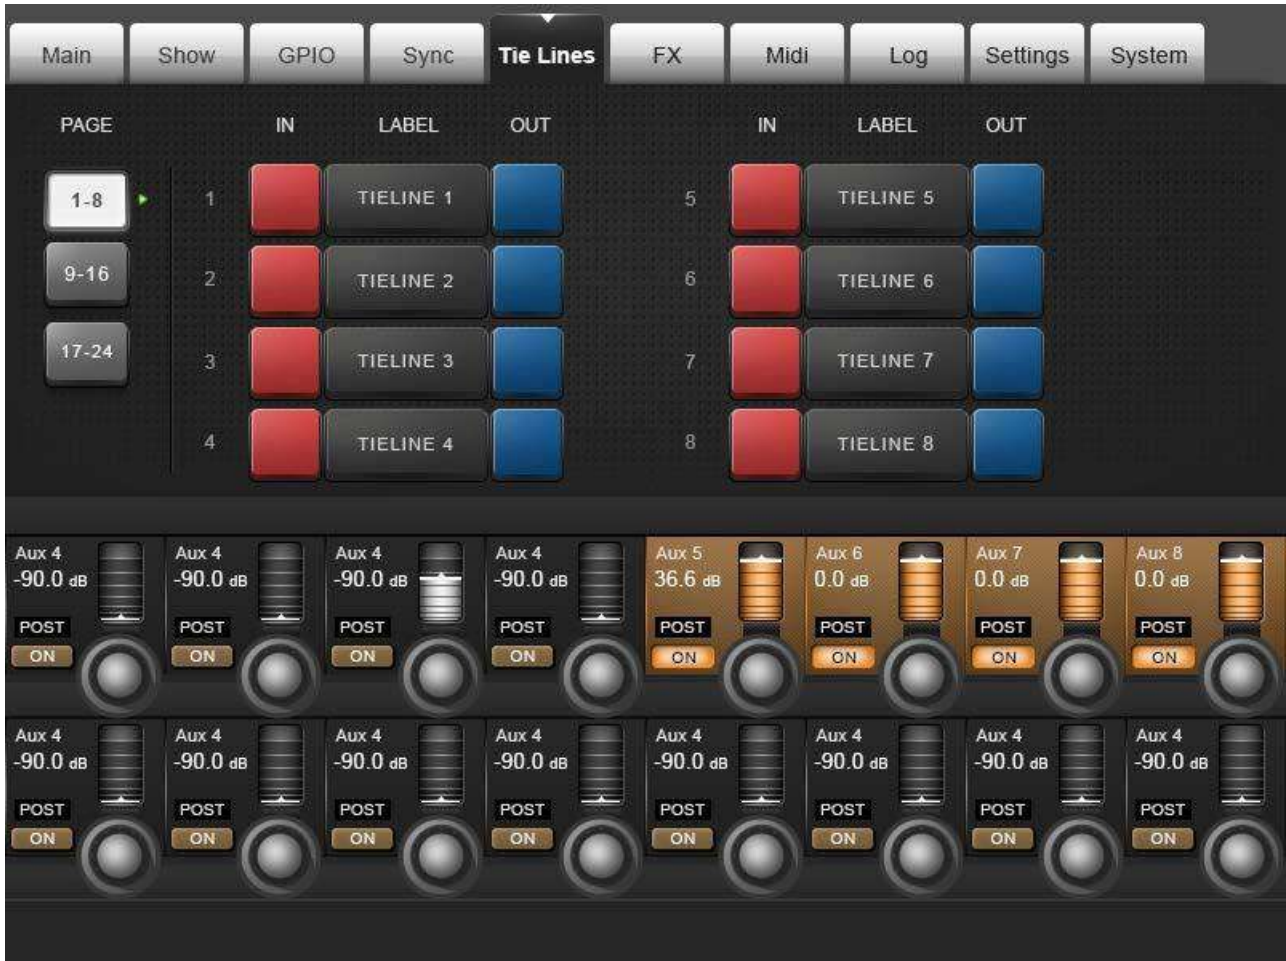 Main Show GPIO Sync Tie Lines FX Midi Log Settings System
PAGE IN LABEL OUT IN LABEL OUT
1-8 1 TIELINE 1 5 TIELINE 5
9-16 2 TIELINE 2 6 TIELINE 6
17-24 3 TIELINE 3 7 TIELINE 7
4 TIELINE 4 8 TIELINE 8
Aux 4 Aux 4 Aux 4 Aux 4 Aux 5 Aux 6 Aux 7 Aux 8
-90.0 dB -90.0 dB -90.0 dB -90.0 dB 36.6 dB 0.0 dB 0.0 dB 0.0 dB
POST POST POST POST POST POST POST POST
ON ON ON ON ON ON ON ON
Aux 4 Aux 4 Aux 4 Aux 4 Aux 4 Aux 4 Aux 4 Aux 4
-90.0 dB -90.0 dB -90.0 dB -90.0 dB -90.0 dB -90.0 dB -90.0 dB -90.0 dB
POST POST POST POST POST POST POST POST
ON ON ON ON ON ON ON ON